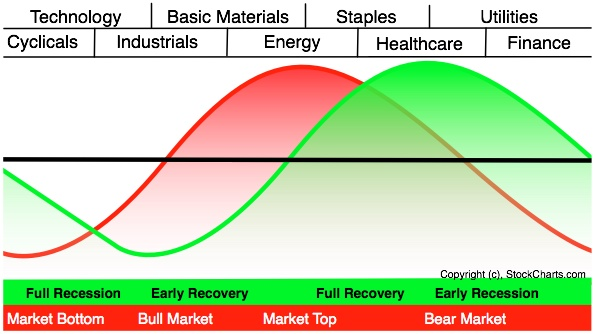 Technology Basic Materials Staples Utilities
Cyclicals Industrials Energy Healthcare Finance
Copyright (c), StockCharts.com
Full Recession Early Recovery Full Recovery Early Recession
Market Bottom Bull Market Market Top Bear Market